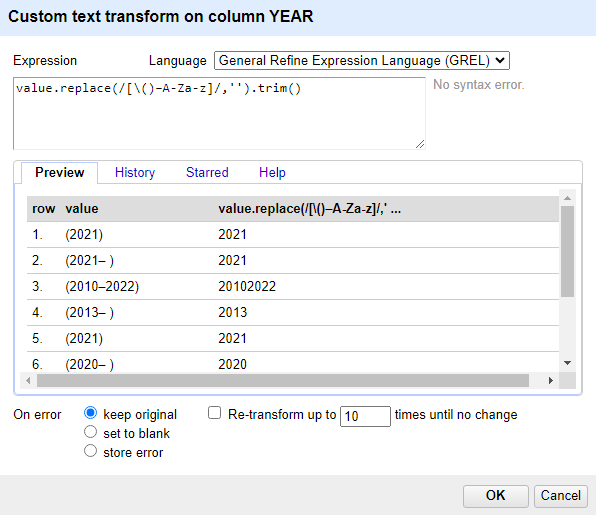 Custom text transform on column YEAR
Expression Language General Refine Expression Language (GREL)
value.replace(/[\()–A-Za-z]/,'').trim()
No syntax error.
Preview History Starred Help
row value value.replace(/[\()–A-Za-z]/,' ...
1. (2021) 2021
2. (2021– ) 2021
3. (2010–2022) 20102022
4. (2013– ) 2013
5. (2021) 2021
6. (2020– ) 2020
On error keep original Re-transform up to 10 times until no change
set to blank
store error
OK Cancel